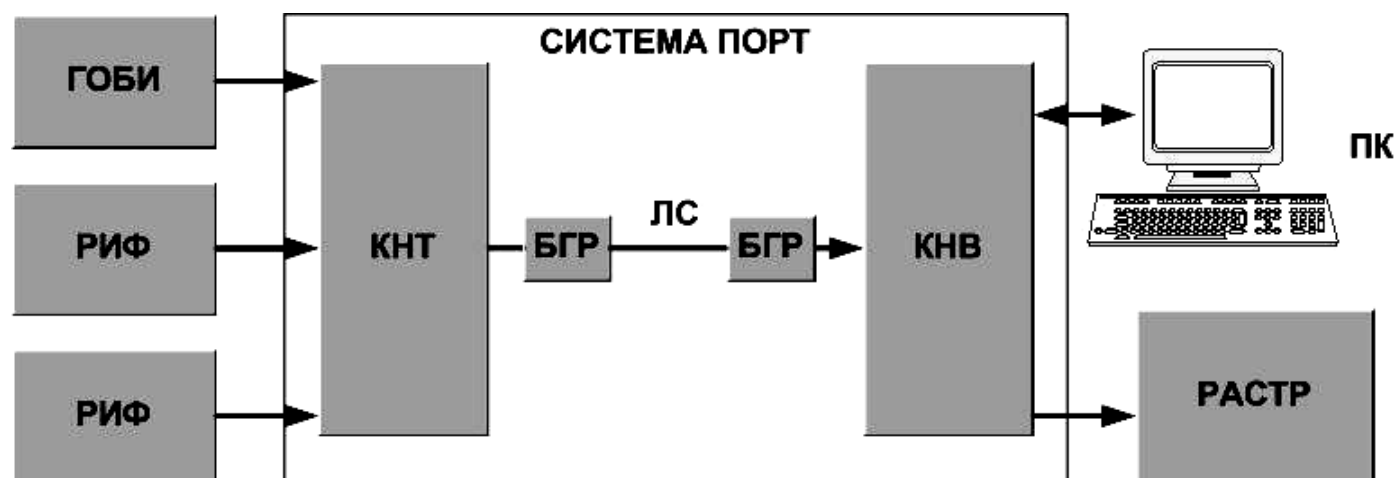 СИСТЕМА ПОРТ
ГОБИ
РИФ
РИФ
КНТ
БГР
ЛС
БГР
КНВ
ПК
РАСТР